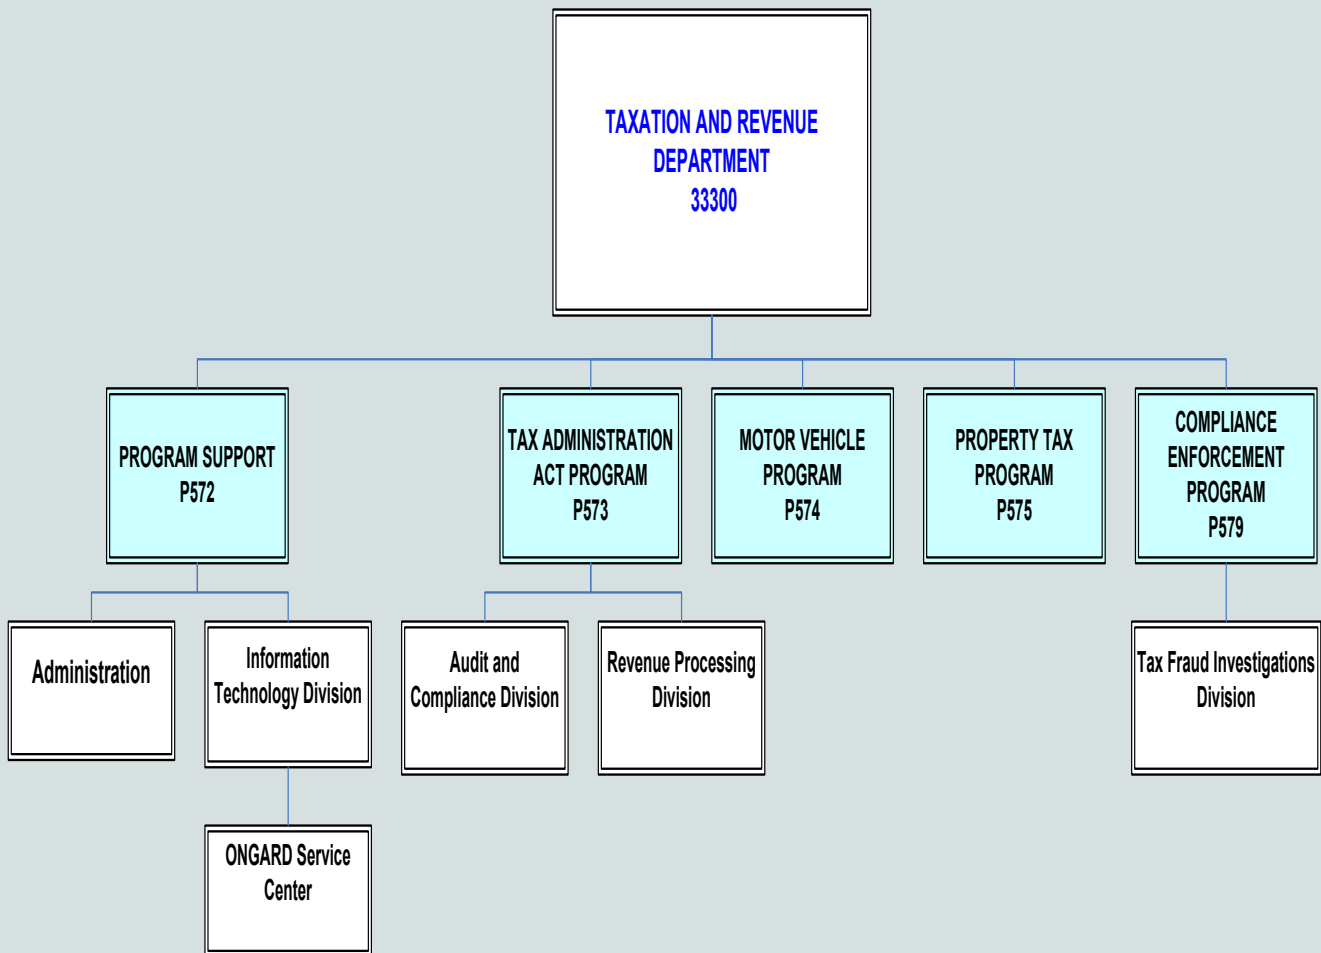 TAXATION AND REVENUE
DEPARTMENT
33300
PROGRAM SUPPORT
P572
TAX ADMINISTRATION
ACT PROGRAM
P573
MOTOR VEHICLE
PROGRAM
P574
PROPERTY TAX
PROGRAM
P575
COMPLIANCE
ENFORCEMENT
PROGRAM
P579
Administration
Information
Technology Division
Audit and
Compliance Division
Revenue Processing
Division
Tax Fraud Investigations
Division
ONGARD Service
Center